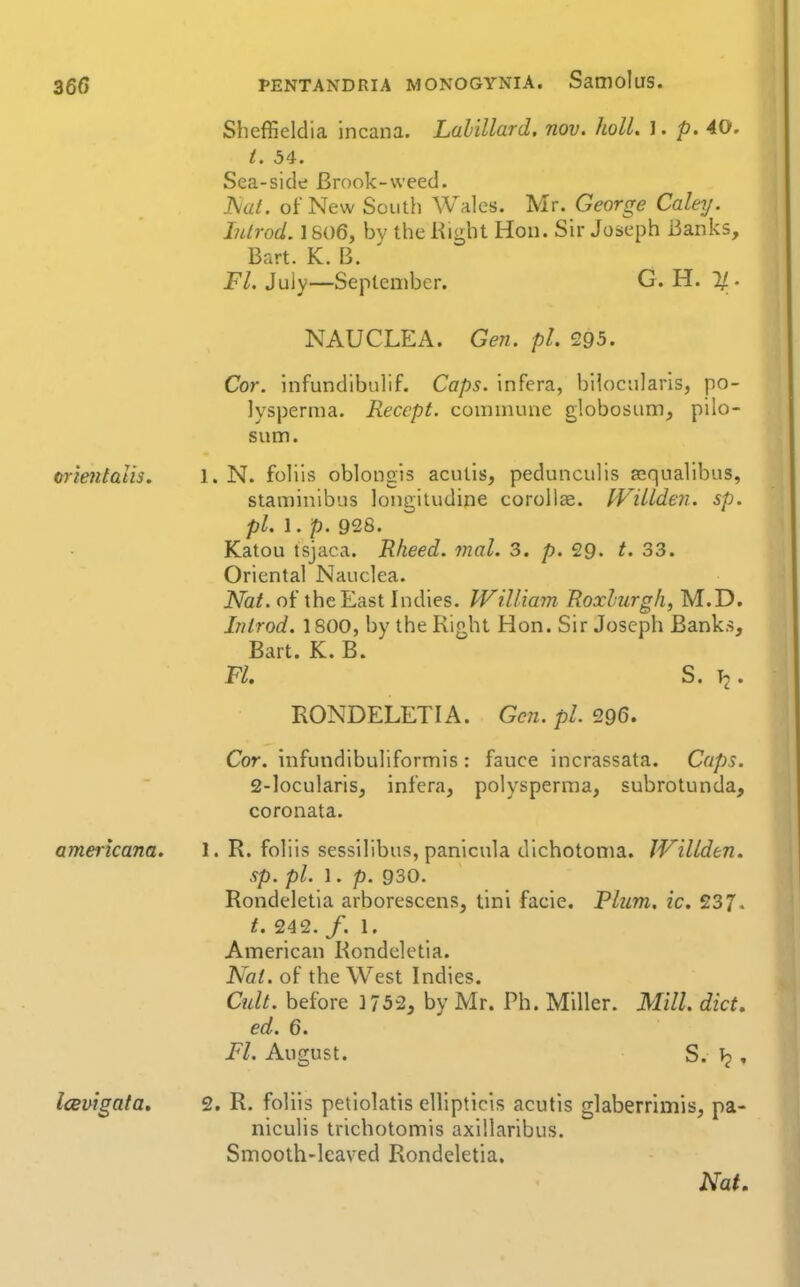 366 PENTANDRIA MONOGYNIA. Samolus.
Sheffieldia incana. Labillard. nov. holl. 1. p. 40.
t. 54.
Sea-side Brook-weed.
Nat. of New South Wales. Mr. George Caley.
Introd. 1806, by the Right Hon. Sir Joseph Banks,
Bart. K. B.
Fl. July—September. G. H. ♃.
NAUCLEA. Gen. pl. 295.
Cor. infundibulif. Caps. infera, bilocularis, po-
lysperma. Recept. commune globosum, pilo-
sum.
orientalis. 1. N. foliis oblongis acutis, pedunculis æqualibus,
staminibus longitudine corollæ. Willden. sp.
pl. 1. p. 928.
Katou tsjaca. Rheed. mal. 3. p. 29. t. 33.
Oriental Nauclea.
Nat. of the East Indies. William Roxburgh, M.D.
Introd. 1800, by the Right Hon. Sir Joseph Banks,
Bart. K. B.
Fl. S. ♄.
RONDELETIA. Gen. pl. 296.
Cor. infundibuliformis: fauce incrassata. Caps.
2-locularis, infera, polysperma, subrotunda,
coronata.
americana. 1. R. foliis sessilibus, panicula dichotoma. Willden.
sp. pl. 1. p. 930.
Rondeletia arborescens, tini facie. Plum. ic. 237.
t. 242. f. 1.
American Rondeletia.
Nat. of the West Indies.
Cult. before 1752, by Mr. Ph. Miller. Mill. dict.
ed. 6.
Fl. August. S. ♄.
lævigata. 2. R. foliis petiolatis ellipticis acutis glaberrimis, pa-
niculis trichotomis axillaribus.
Smooth-leaved Rondeletia.
Nat.